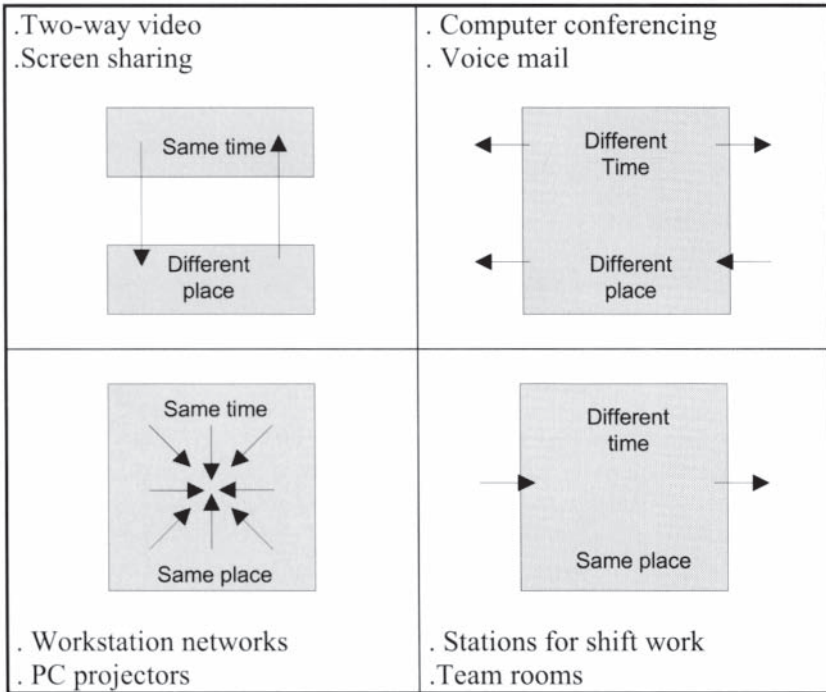 .Two-way video
.Screen sharing
Same time
Different
place
. Computer conferencing
. Voice mail
Different
Time
Different
place
Same time
Same place
. Workstation networks
. PC projectors
Different
time
Same place
. Stations for shift work
.Team rooms